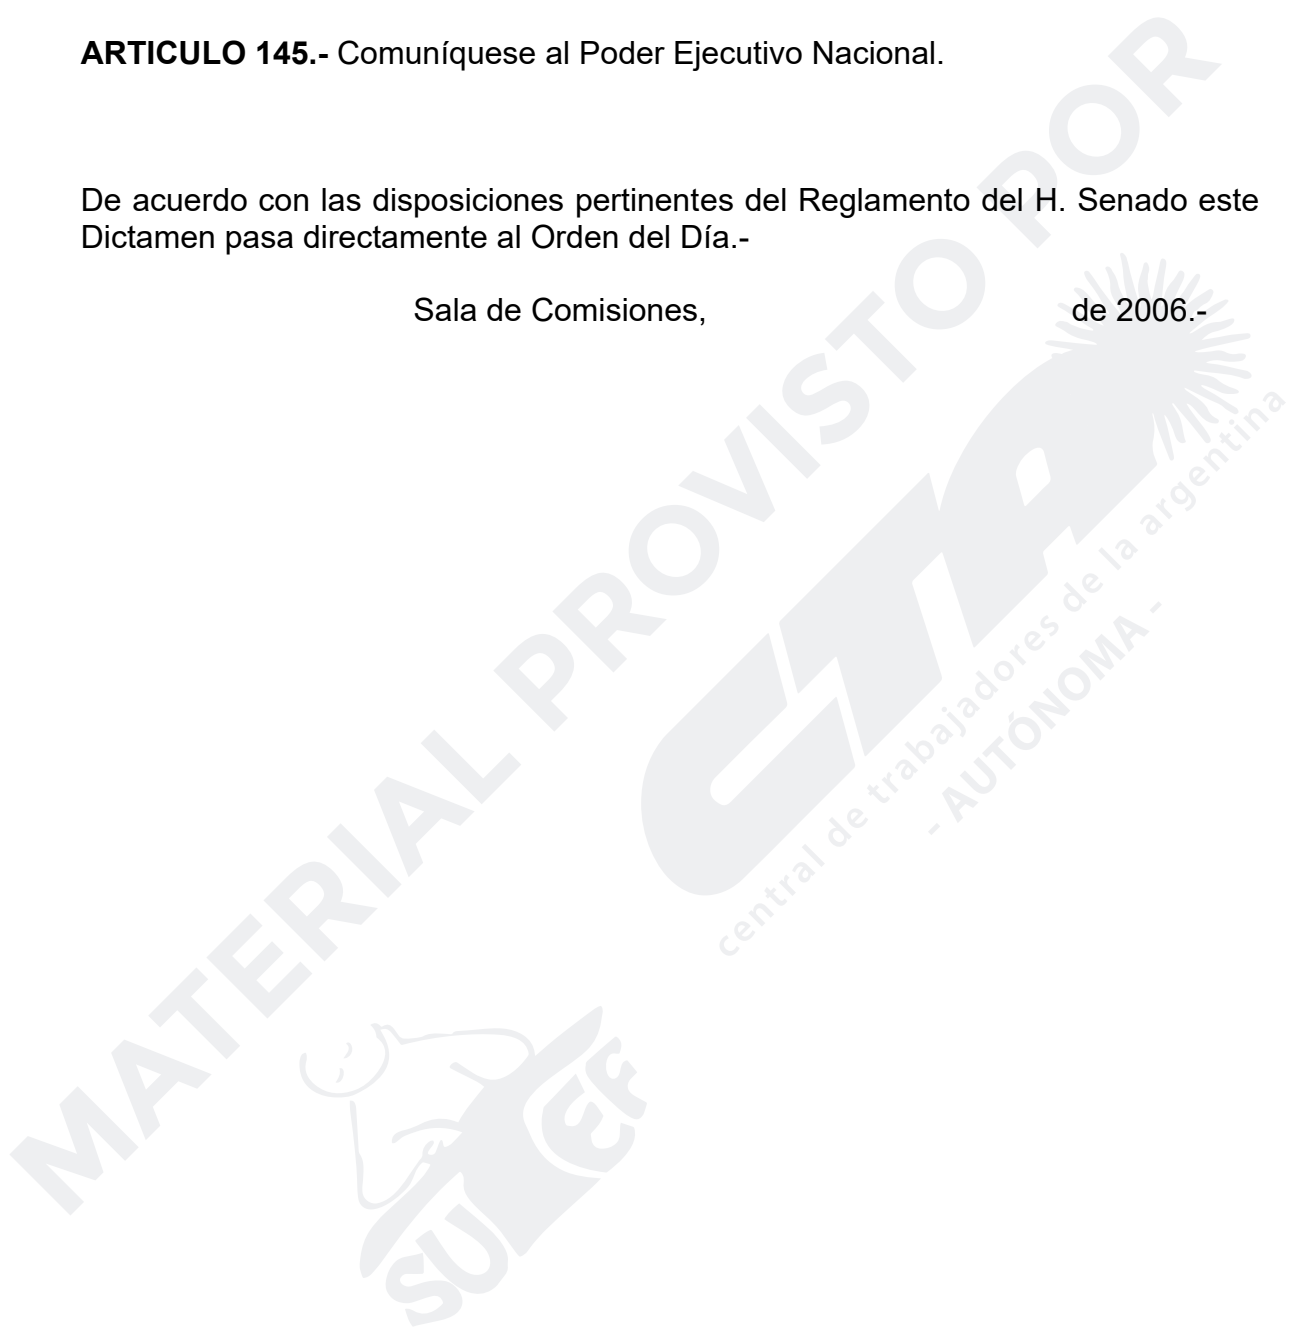 ARTICULO 145.- Comuníquese al Poder Ejecutivo Nacional.
De acuerdo con las disposiciones pertinentes del Reglamento del H. Senado este
Dictamen pasa directamente al Orden del Día.-
Sala de Comisiones, de 2006.-
MATERIAL PROVISTO POR
CTA
central de trabajadores de la argentina
- AUTÓNOMA -
SUTEF